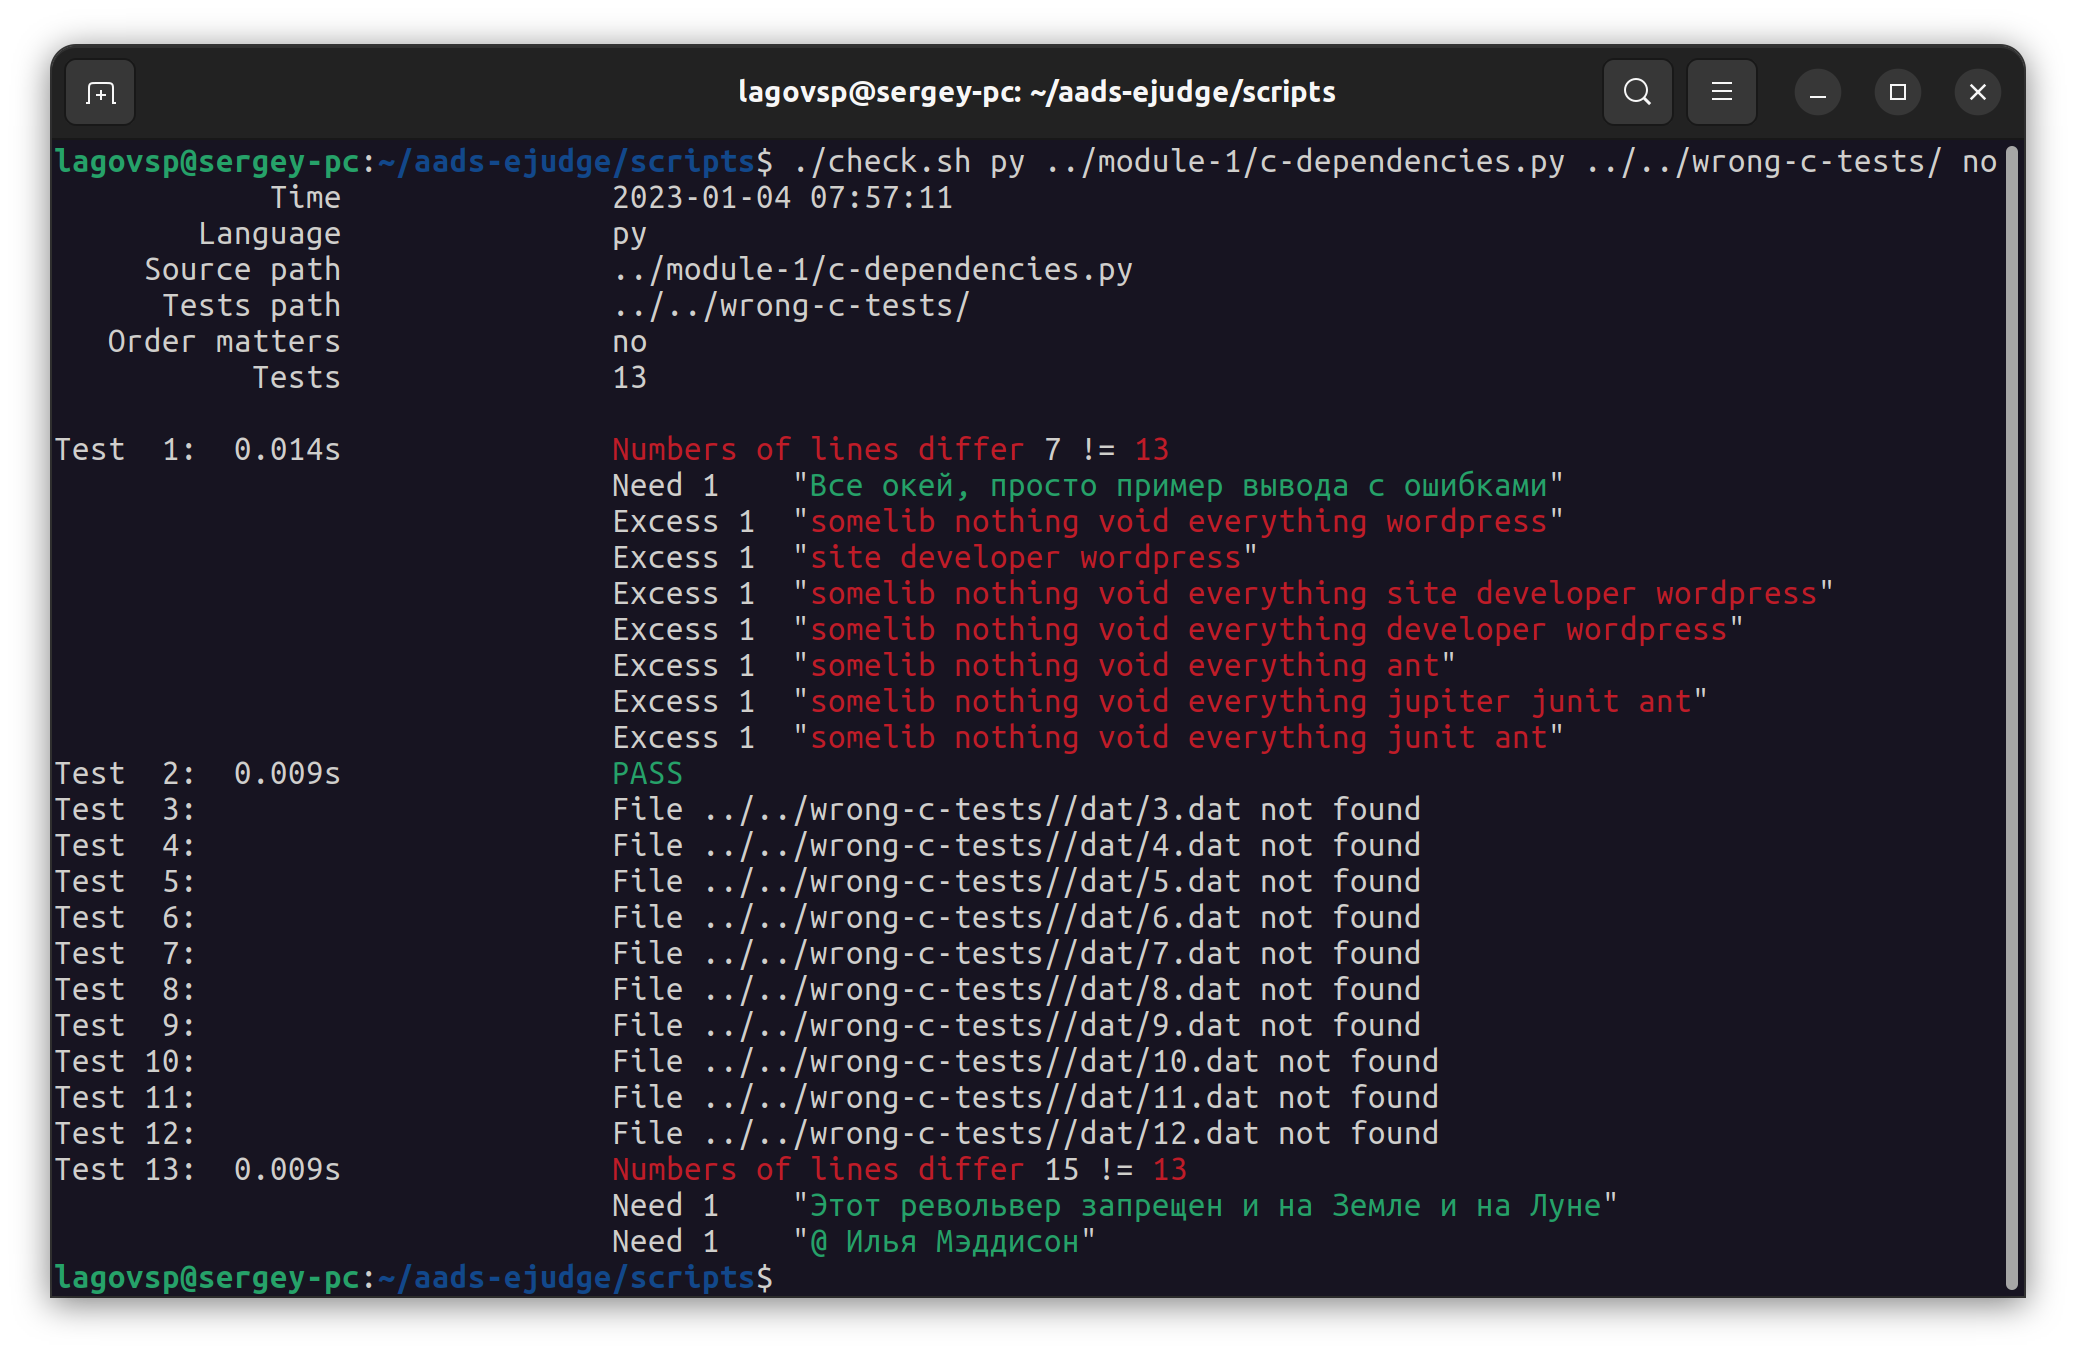 lagovsp@sergey-pc: ~/aads-ejudge/scripts
lagovsp@sergey-pc:~/aads-ejudge/scripts$ ./check.sh py ../module-1/c-dependencies.py ../../wrong-c-tests/ no
Time 2023-01-04 07:57:11
Language py
Source path ../module-1/c-dependencies.py
Tests path ../../wrong-c-tests/
Order matters no
Tests 13
Test 1: 0.014s Numbers of lines differ 7 != 13
Need 1 "Все окей, просто пример вывода с ошибками"
Excess 1 "somelib nothing void everything wordpress"
Excess 1 "site developer wordpress"
Excess 1 "somelib nothing void everything site developer wordpress"
Excess 1 "somelib nothing void everything developer wordpress"
Excess 1 "somelib nothing void everything ant"
Excess 1 "somelib nothing void everything jupiter junit ant"
Excess 1 "somelib nothing void everything junit ant"
Test 2: 0.009s PASS
Test 3: File ../../wrong-c-tests//dat/3.dat not found
Test 4: File ../../wrong-c-tests//dat/4.dat not found
Test 5: File ../../wrong-c-tests//dat/5.dat not found
Test 6: File ../../wrong-c-tests//dat/6.dat not found
Test 7: File ../../wrong-c-tests//dat/7.dat not found
Test 8: File ../../wrong-c-tests//dat/8.dat not found
Test 9: File ../../wrong-c-tests//dat/9.dat not found
Test 10: File ../../wrong-c-tests//dat/10.dat not found
Test 11: File ../../wrong-c-tests//dat/11.dat not found
Test 12: File ../../wrong-c-tests//dat/12.dat not found
Test 13: 0.009s Numbers of lines differ 15 != 13
Need 1 "Этот револьвер запрещен и на Земле и на Луне"
Need 1 "@ Илья Мэддисон"
lagovsp@sergey-pc:~/aads-ejudge/scripts$